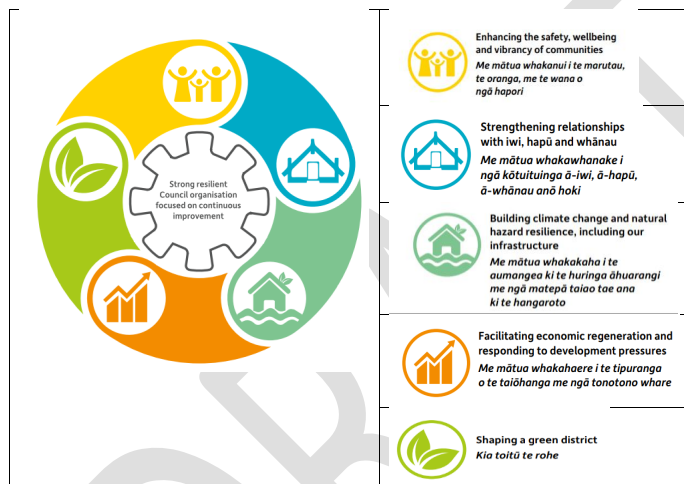 Strong resilient
Council organisation
focused on continuous
improvement
Enhancing the safety, wellbeing
and vibrancy of communities
Me mātua whakanui i te marutau,
te oranga, me te wana o
ngā hapori
Strengthening relationships
with iwi, hapū and whānau
Me mātua whakawhanake i
ngā kōtuituinga ā-iwi, ā-hapū,
ā-whānau anō hoki
Building climate change and natural
hazard resilience, including our
infrastructure
Me mātua whakakaha i te
aumangea ki te huringa āhuarangi
me ngā matepā taiao tae ana
ki te hangaroto
Facilitating economic regeneration and
responding to development pressures
Me mātua whakahaere i te tipuranga
o te taiōhanga me ngā tonotono whare
Shaping a green district
Kia toitū te rohe